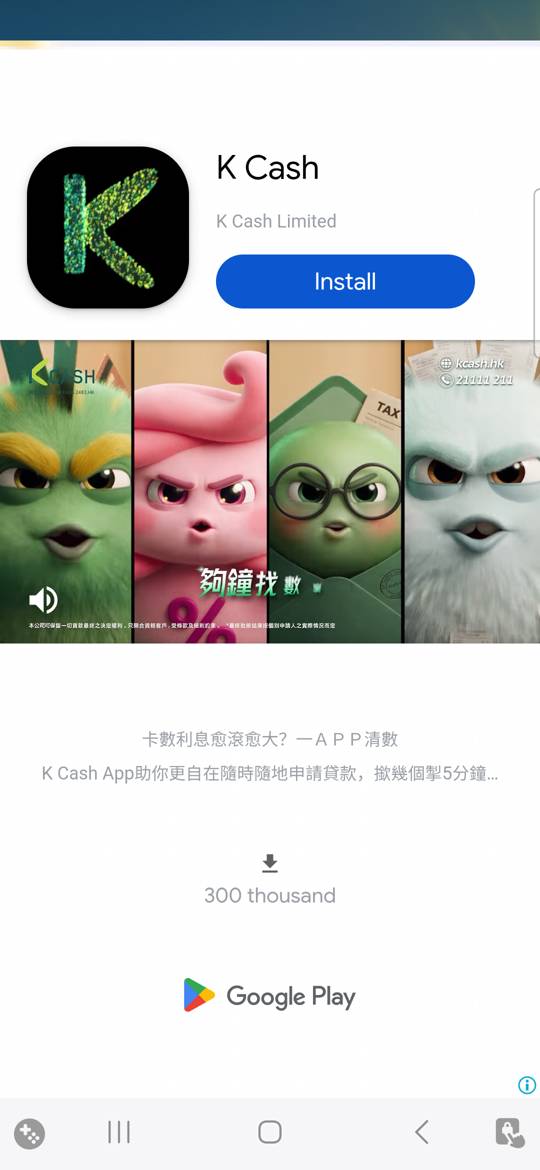 K Cash
K Cash Limited
Install
K CASH
kcash.hk
21111 211
TAX
夠鐘找數
%
卡數利息愈滾愈大？一ＡＰＰ清數
K Cash App助你更自在隨時隨地申請貸款，撳幾個掣5分鐘…
300 thousand
Google Play